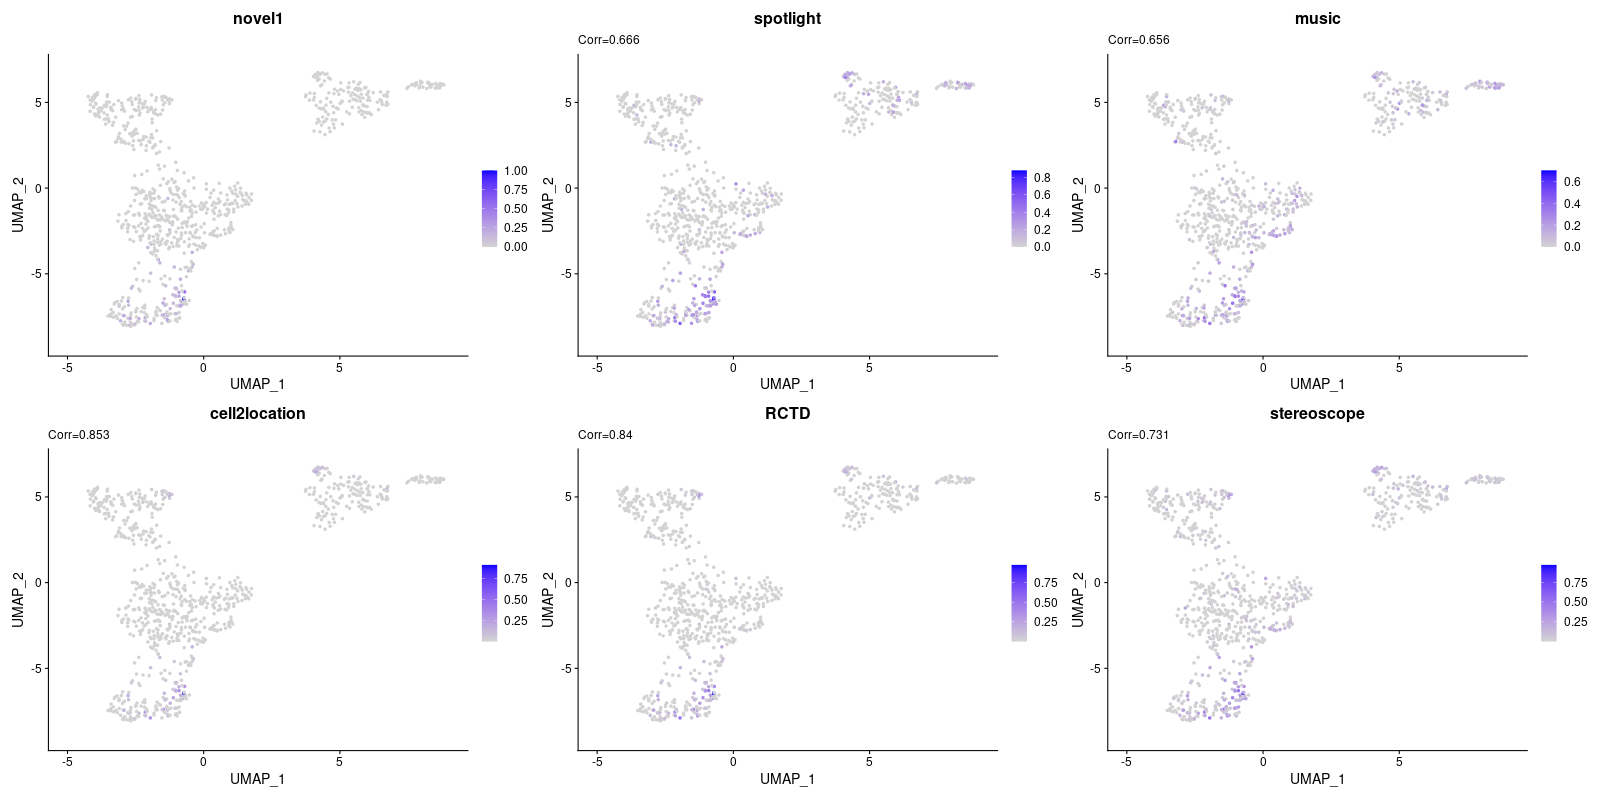 novel1
5
0
-5
UMAP_2
-5
0
5
UMAP_1
1.00
0.75
0.50
0.25
0.00
spotlight
Corr=0.666
5
0
-5
UMAP_2
-5
0
5
UMAP_1
0.8
0.6
0.4
0.2
0.0
music
Corr=0.656
5
0
-5
UMAP_2
-5
0
5
UMAP_1
0.6
0.4
0.2
0.0
cell2location
Corr=0.853
5
0
-5
UMAP_2
-5
0
5
UMAP_1
0.75
0.50
0.25
RCTD
Corr=0.84
5
0
-5
UMAP_2
-5
0
5
UMAP_1
0.75
0.50
0.25
stereoscope
Corr=0.731
5
0
-5
UMAP_2
-5
0
5
UMAP_1
0.75
0.50
0.25